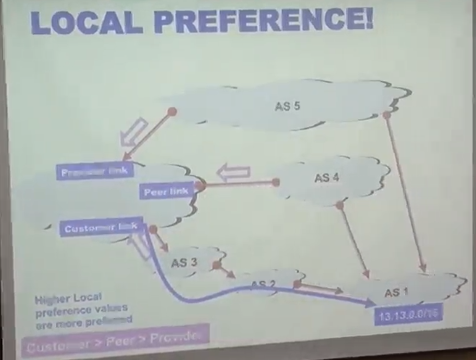 LOCAL PREFERENCE!
AS 5
Provider link
Peer link
AS 4
Customer link
AS 3
AS 2
AS 1
13.13.0.0/16
Higher Local
preference values
are more preferred
Customer > Peer > Provider